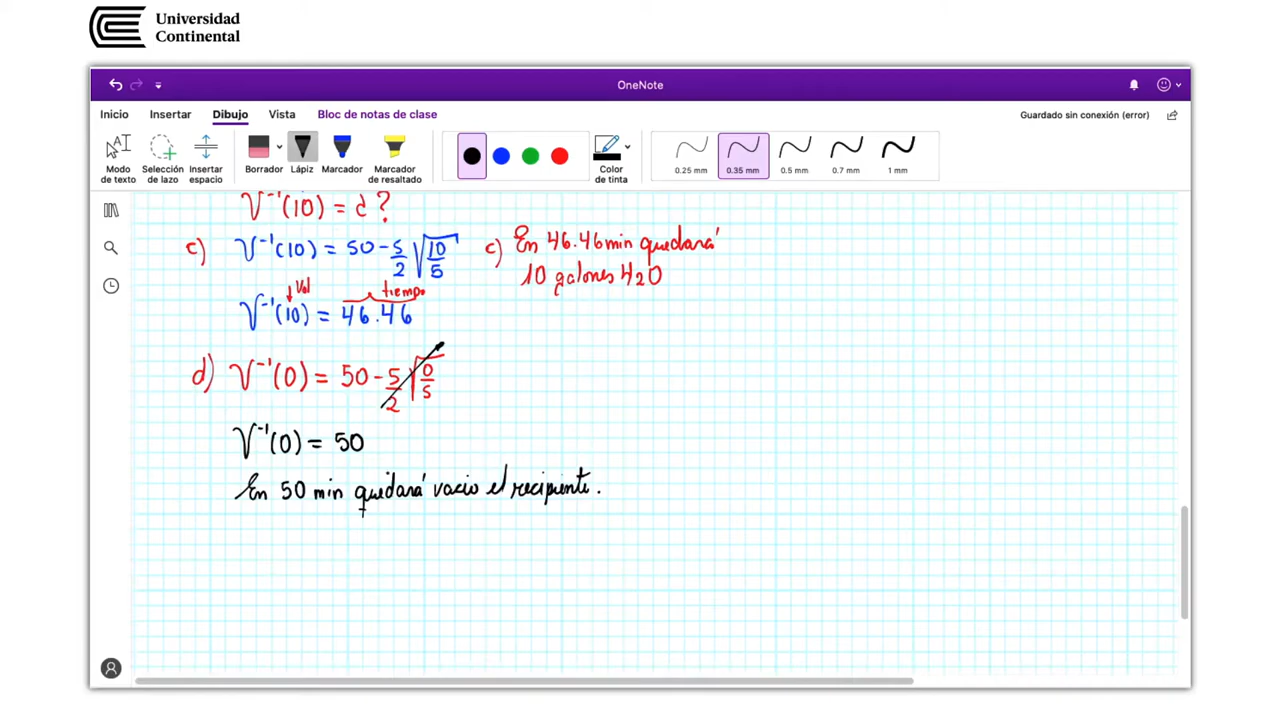 Universidad
Continental
OneNote
Inicio Insertar Dibujo Vista Bloc de notas de clase Guardado sin conexión (error)
Modo de texto Selección de lazo Insertar espacio Borrador Lápiz Marcador Marcador de resaltado Color de tinta 0.25 mm 0.35 mm 0.5 mm 0.7 mm 1 mm
V⁻¹(10) = ¿?
c) V⁻¹(10) = 50 - 5/2 √(10/5)
c) En 46.46min quedará
10 galones H2O
Vol tiempo
V⁻¹(10) = 46.46
d) V⁻¹(0) = 50 - 5/2 √(0/5)
V⁻¹(0) = 50
En 50 min quedará vacio el recipiente.